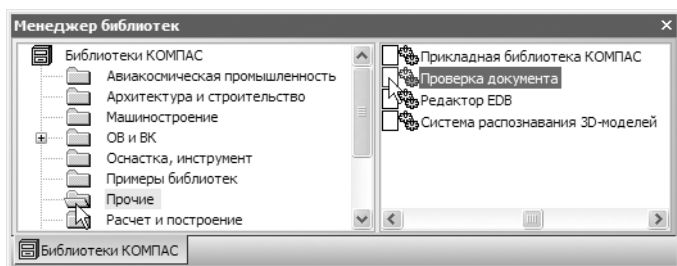 Менеджер библиотек
Библиотеки КОМПАС
Авиакосмическая промышленность
Архитектура и строительство
Машиностроение
ОВ и ВК
Оснастка, инструмент
Примеры библиотек
Прочие
Расчет и построение
Прикладная библиотека КОМПАС
Проверка документа
Редактор EDB
Система распознавания 3D-моделей
Библиотеки КОМПАС